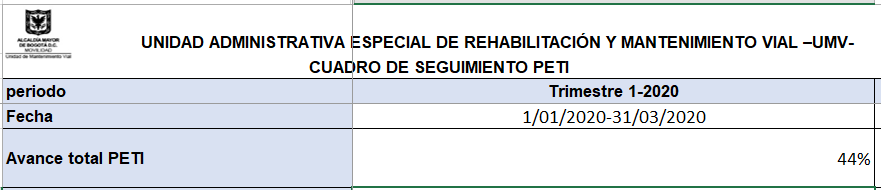 ALCALDÍA MAYOR
DE BOGOTÁ D.C.
MOVILIDAD
Unidad de Mantenimiento Vial
UNIDAD ADMINISTRATIVA ESPECIAL DE REHABILITACIÓN Y MANTENIMIENTO VIAL –UMV-
CUADRO DE SEGUIMIENTO PETI
periodo Trimestre 1-2020
Fecha 1/01/2020-31/03/2020
Avance total PETI 44%